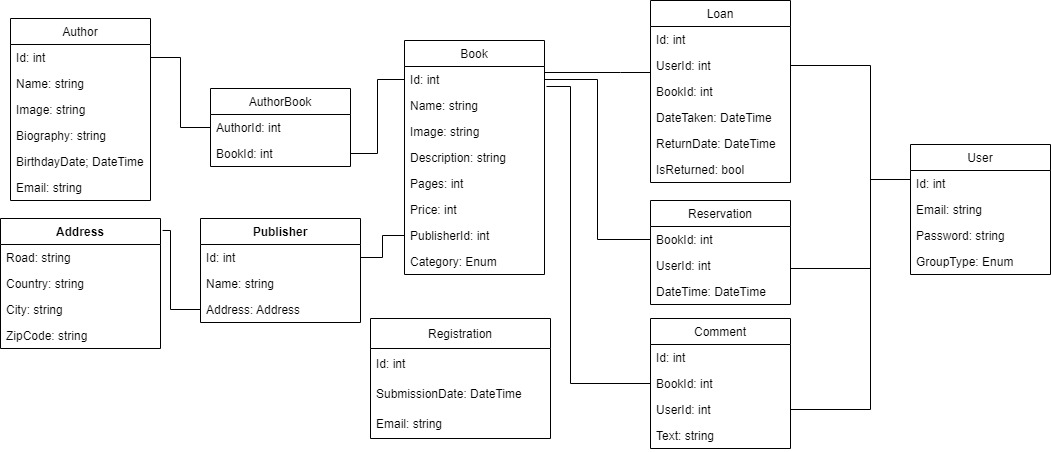 Author
Id: int
Name: string
Image: string
Biography: string
BirthdayDate; DateTime
Email: string
AuthorBook
AuthorId: int
BookId: int
Book
Id: int
Name: string
Image: string
Description: string
Pages: int
Price: int
PublisherId: int
Category: Enum
Loan
Id: int
UserId: int
BookId: int
DateTaken: DateTime
ReturnDate: DateTime
IsReturned: bool
User
Id: int
Email: string
Password: string
GroupType: Enum
Address
Road: string
Country: string
City: string
ZipCode: string
Publisher
Id: int
Name: string
Address: Address
Reservation
BookId: int
UserId: int
DateTime: DateTime
Registration
Id: int
SubmissionDate: DateTime
Email: string
Comment
Id: int
BookId: int
UserId: int
Text: string